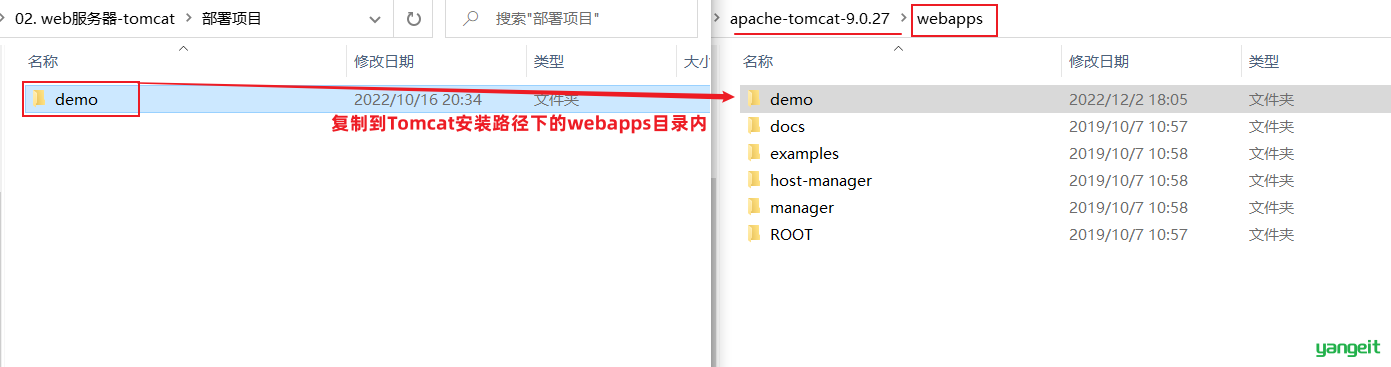 02. web服务器-tomcat > 部署项目
搜索"部署项目"
名称 修改日期 类型 大小
demo 2022/10/16 20:34 文件夹
复制到Tomcat安装路径下的webapps目录内
apache-tomcat-9.0.27 > webapps
名称 修改日期 类型
demo 2022/12/2 18:05 文件夹
docs 2019/10/7 10:57 文件夹
examples 2019/10/7 10:58 文件夹
host-manager 2019/10/7 10:58 文件夹
manager 2019/10/7 10:58 文件夹
ROOT 2019/10/7 10:57 文件夹
yangeit